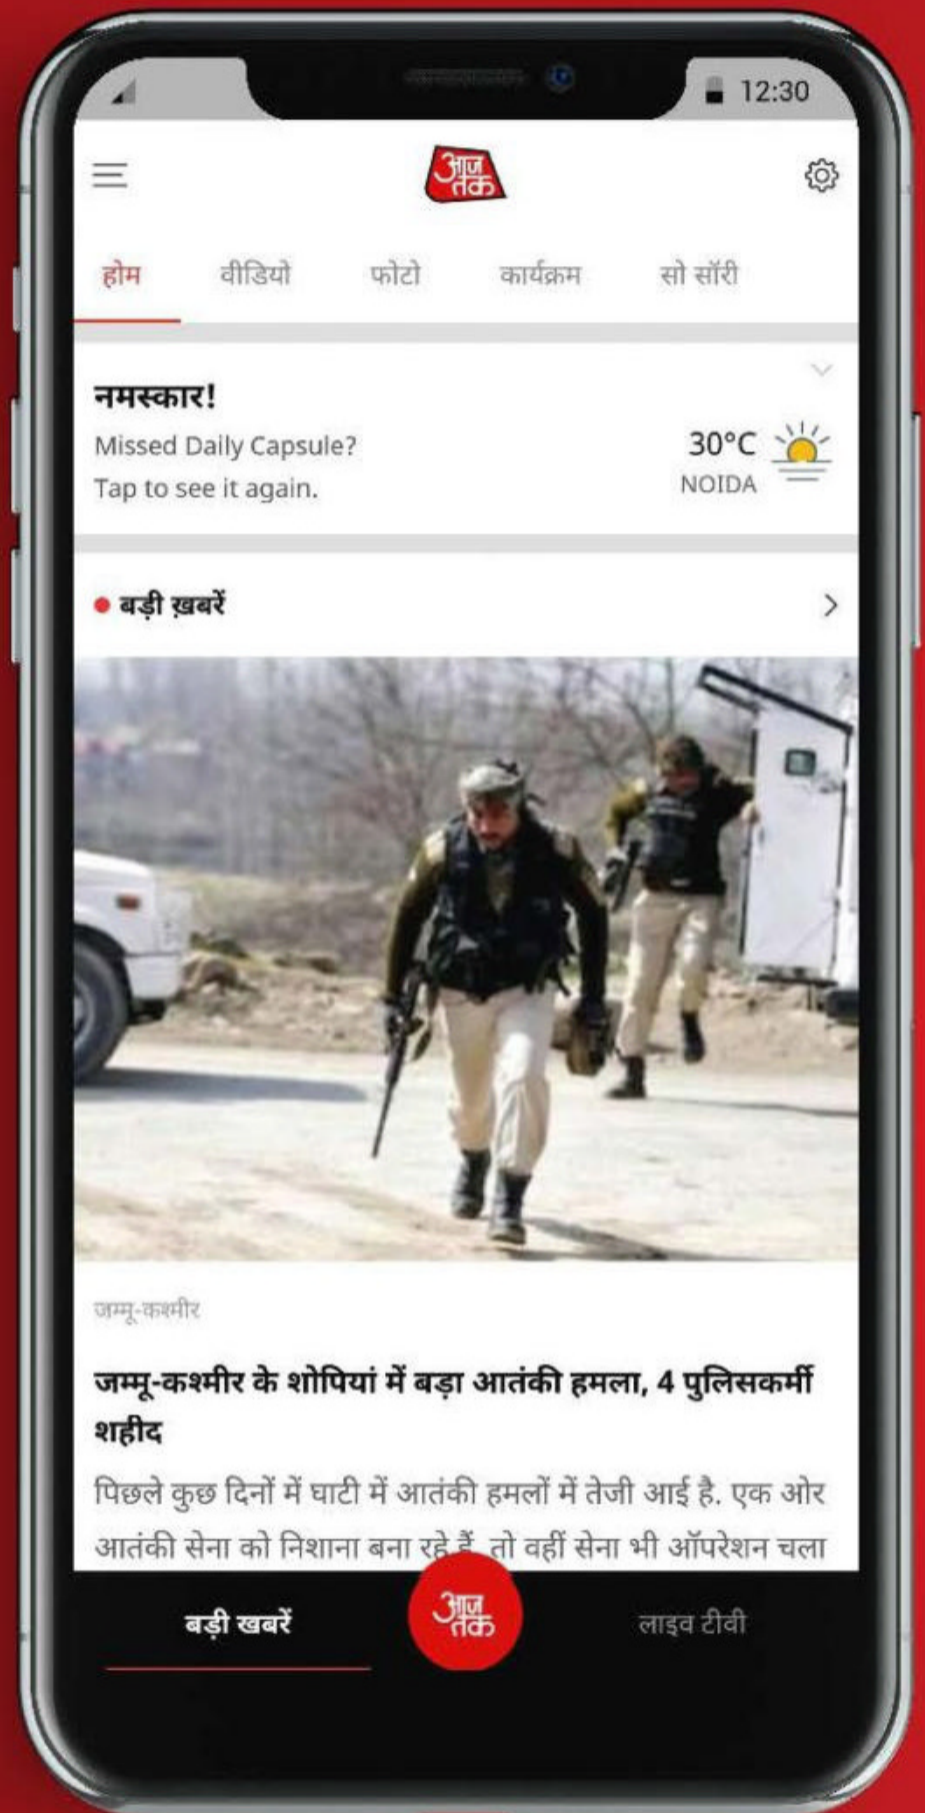 12:30
आज
तक
होम वीडियो फोटो कार्यक्रम सो सॉरी
नमस्कार!
Missed Daily Capsule?
Tap to see it again.
30°C
NOIDA
बड़ी ख़बरें
जम्मू-कश्मीर
जम्मू-कश्मीर के शोपियां में बड़ा आतंकी हमला, 4 पुलिसकर्मी
शहीद
पिछले कुछ दिनों में घाटी में आतंकी हमलों में तेजी आई है. एक ओर
आतंकी सेना को निशाना बना रहे हैं, तो वहीं सेना भी ऑपरेशन चला
बड़ी खबरें
आज
तक
लाइव टीवी